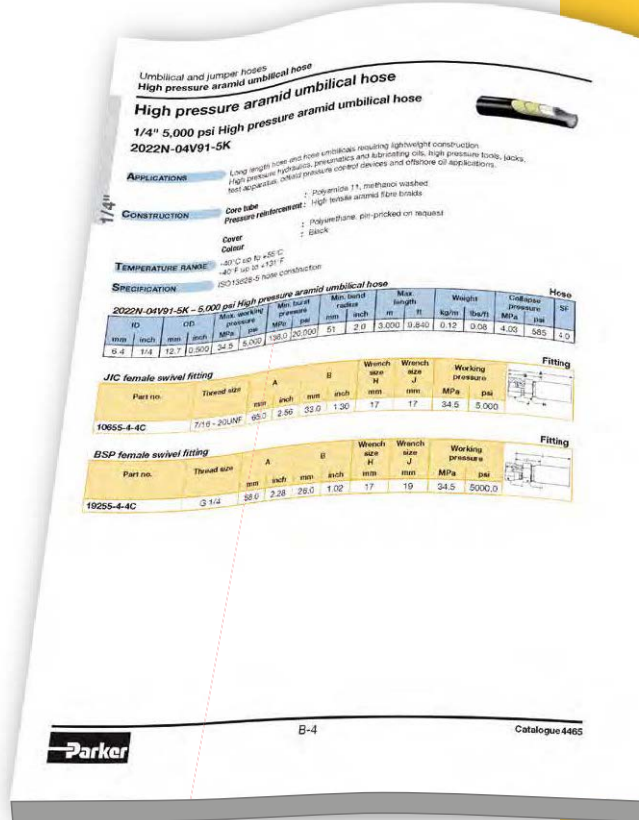 Umbilical and jumper hoses
High pressure aramid umbilical hose
High pressure aramid umbilical hose
1/4" 5,000 psi High pressure aramid umbilical hose
2022N-04V91-5K
1/4"
APPLICATIONS
Long length hose and hose umbilicals requiring lightweight construction.
High pressure hydraulics, pneumatics and lubricating oils, high pressure tools, jacks,
test apparatus, oilfield pressure control devices and offshore oil applications.
CONSTRUCTION
Core tube : Polyamide 11, methanol washed
Pressure reinforcement : High tensile aramid fibre braids
Cover : Polyurethane, pin-pricked on request
Colour : Black
TEMPERATURE RANGE
-40°C up to +55°C
-40°F up to +131°F
SPECIFICATION
ISO13628-5 hose construction
2022N-04V91-5K – 5,000 psi High pressure aramid umbilical hose Hose
ID OD Max. working pressure Min. burst pressure Min. bend radius Max. length Weight Collapse pressure SF
mm inch mm inch MPa psi MPa psi mm inch m ft kg/m lbs/ft MPa psi
6.4 1/4 12.7 0.500 34.5 5,000 138.0 20,000 51 2.0 3,000 9,840 0.12 0.08 4.03 585 4.0
JIC female swivel fitting Fitting
Part no. Thread size A B Wrench size H Wrench size J Working pressure
mm inch mm inch mm mm MPa psi
10655-4-4C 7/16 - 20UNF 65.0 2.56 33.0 1.30 17 17 34.5 5.000
BSP female swivel fitting Fitting
Part no. Thread size A B Wrench size H Wrench size J Working pressure
mm inch mm inch mm mm MPa psi
19255-4-4C G 1/4 58.0 2.28 26.0 1.02 17 19 34.5 5000,0
Parker
B-4
Catalogue 4465